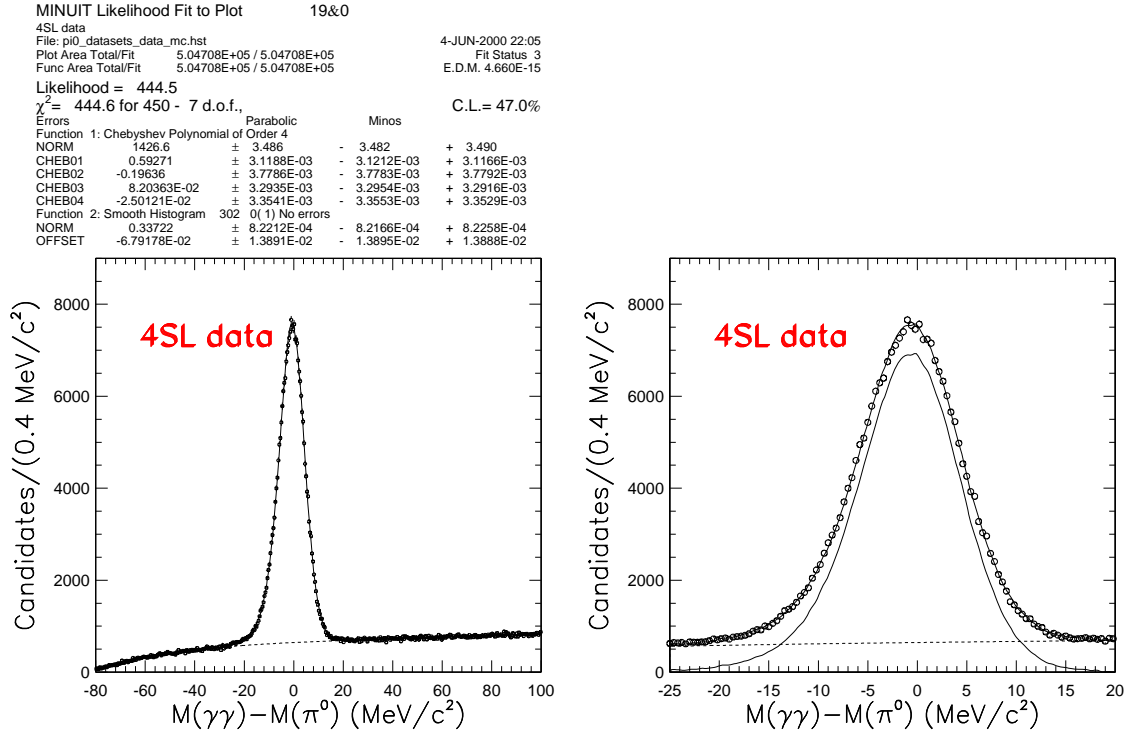 MINUIT Likelihood Fit to Plot 19&0
4SL data
File: pi0_datasets_data_mc.hst 4-JUN-2000 22:05
Plot Area Total/Fit 5.04708E+05 / 5.04708E+05 Fit Status 3
Func Area Total/Fit 5.04708E+05 / 5.04708E+05 E.D.M. 4.660E-15
Likelihood = 444.5
χ²= 444.6 for 450 - 7 d.o.f., C.L.= 47.0%
Errors Parabolic Minos
Function 1: Chebyshev Polynomial of Order 4
NORM 1426.6 ± 3.486 - 3.482 + 3.490
CHEB01 0.59271 ± 3.1188E-03 - 3.1212E-03 + 3.1166E-03
CHEB02 -0.19636 ± 3.7786E-03 - 3.7783E-03 + 3.7792E-03
CHEB03 8.20363E-02 ± 3.2935E-03 - 3.2954E-03 + 3.2916E-03
CHEB04 -2.50121E-02 ± 3.3541E-03 - 3.3553E-03 + 3.3529E-03
Function 2: Smooth Histogram 302 0( 1) No errors
NORM 0.33722 ± 8.2212E-04 - 8.2166E-04 + 8.2258E-04
OFFSET -6.79178E-02 ± 1.3891E-02 - 1.3895E-02 + 1.3888E-02
Candidates/(0.4 MeV/c²)
8000
6000
4000
2000
0
4SL data
-80 -60 -40 -20 0 20 40 60 80 100
M(γγ)−M(π⁰) (MeV/c²)
Candidates/(0.4 MeV/c²)
8000
6000
4000
2000
0
4SL data
-25 -20 -15 -10 -5 0 5 10 15 20
M(γγ)−M(π⁰) (MeV/c²)